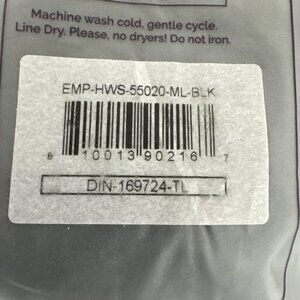 Machine wash cold, gentle cycle.
Line Dry. Please, no dryers! Do not iron.
EMP-HWS-55020-ML-BLK
8 10013 90216 7
DIN-169724-TL